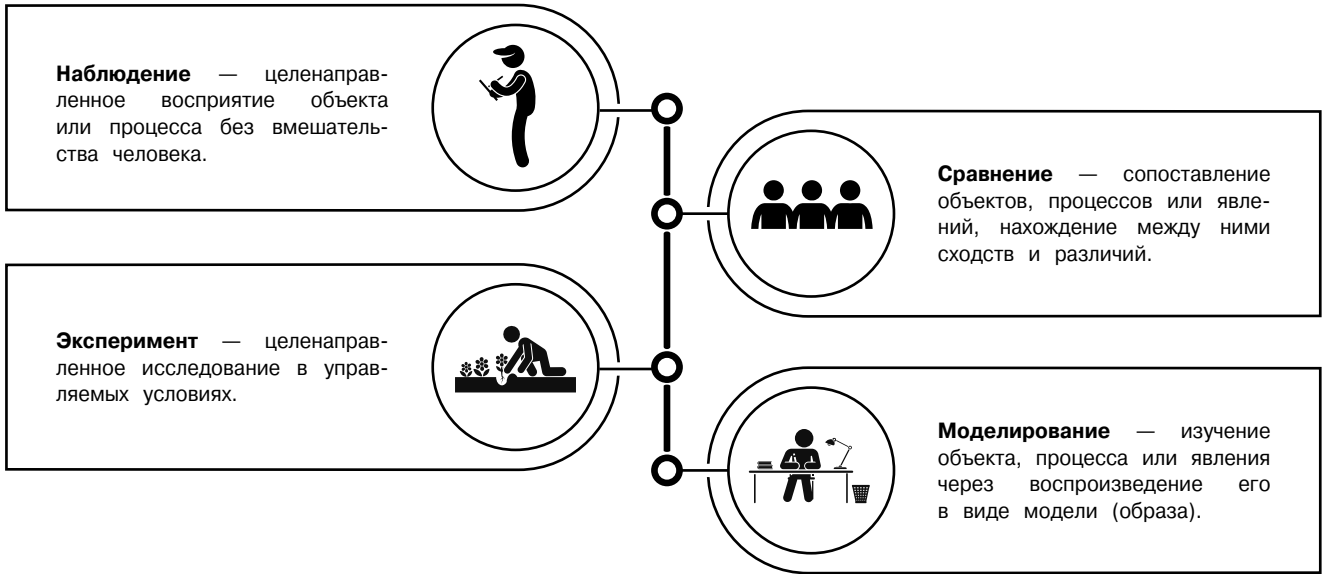 Наблюдение — целенаправ-
ленное восприятие объекта
или процесса без вмешатель-
ства человека.
Сравнение — сопоставление
объектов, процессов или явле-
ний, нахождение между ними
сходств и различий.
Эксперимент — целенаправ-
ленное исследование в управ-
ляемых условиях.
Моделирование — изучение
объекта, процесса или явления
через воспроизведение его
в виде модели (образа).